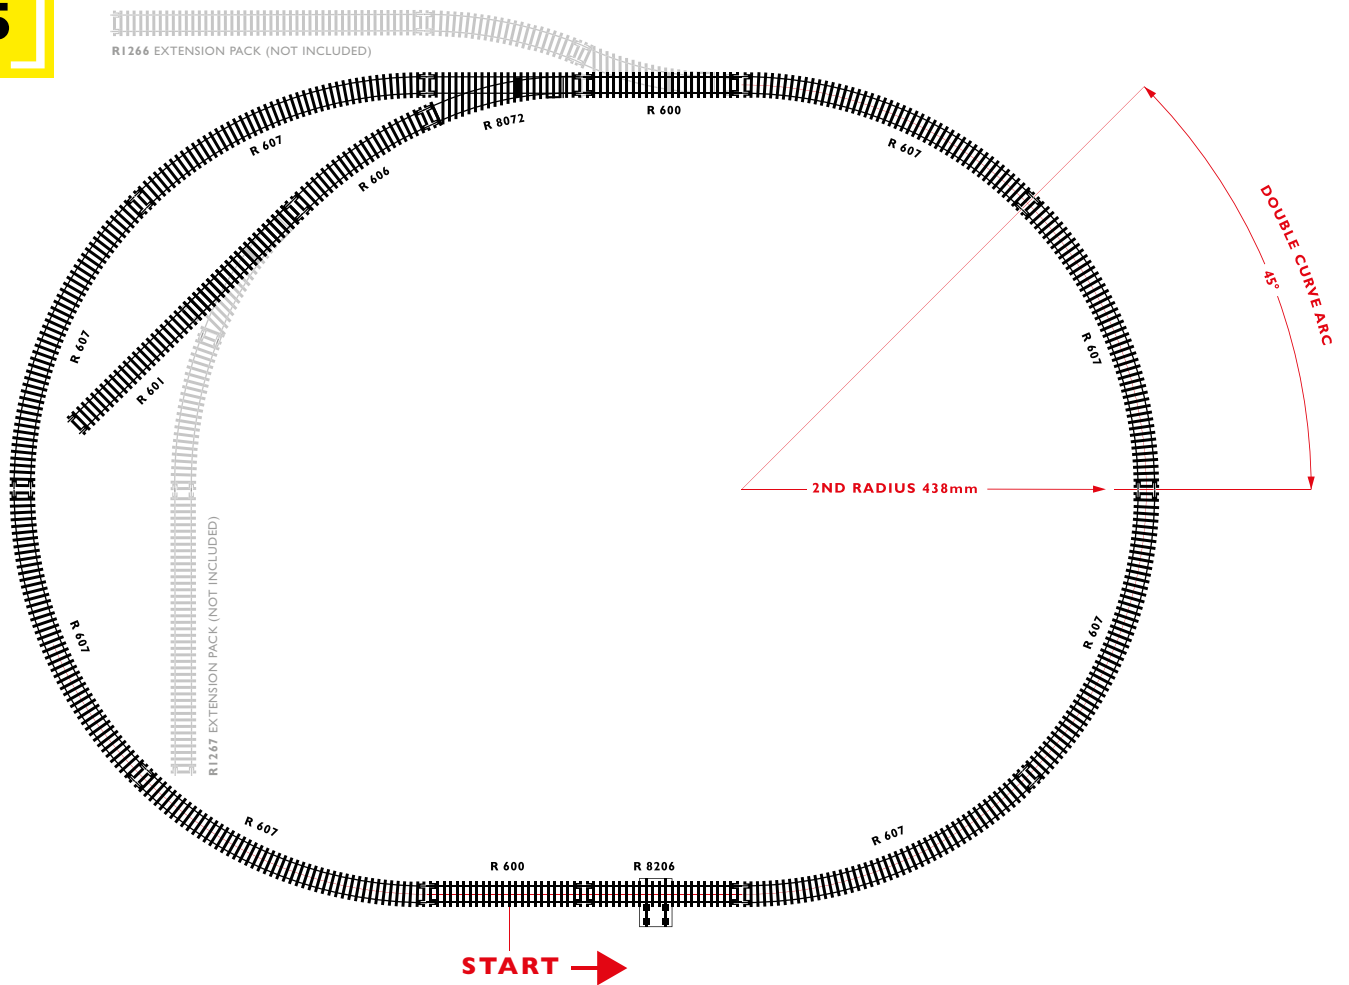 5
R1266 EXTENSION PACK (NOT INCLUDED)
R 607
R 8072
R 600
R 607
R 606
DOUBLE CURVE ARC
45°
R 607
R 601
R 607
2ND RADIUS 438mm
R1267 EXTENSION PACK (NOT INCLUDED)
R 607
R 607
R 607
R 607
R 600
R 8206
START